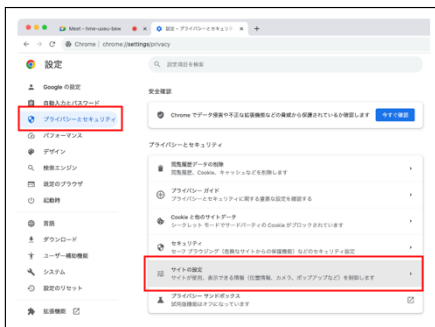 Meet - hme-uxeu-bkw
設定 - プライバシーとセキュリテ
Chrome | chrome://settings/privacy
設定
設定項目を検索
Google の設定
自動入力とパスワード
プライバシーとセキュリティ
パフォーマンス
デザイン
検索エンジン
既定のブラウザ
起動時
言語
ダウンロード
ユーザー補助機能
システム
設定のリセット
拡張機能
安全確認
Chrome でデータ侵害や不正な拡張機能などの脅威から保護されているか確認します
今すぐ確認
プライバシーとセキュリティ
閲覧履歴データの削除
閲覧履歴、Cookie、キャッシュなどを削除します
プライバシー ガイド
プライバシーとセキュリティに関する重要な設定を確認する
Cookie と他のサイトデータ
シークレット モードでサードパーティの Cookie がブロックされています
セキュリティ
セーフ ブラウジング（危険なサイトからの保護機能）などのセキュリティ設定
サイトの設定
サイトが使用、表示できる情報（位置情報、カメラ、ポップアップなど）を制御します
プライバシー サンドボックス
試用版機能はオフになっています